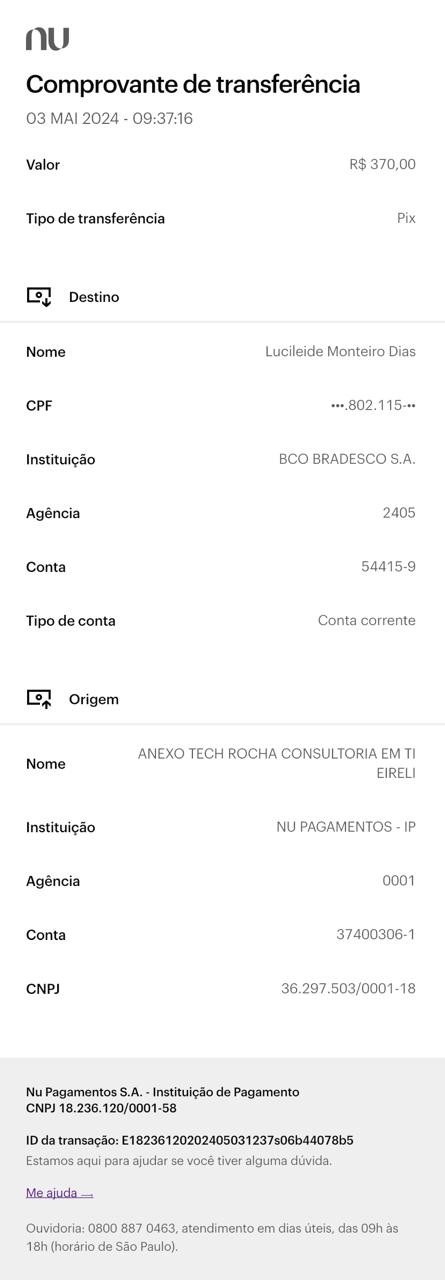 nu
Comprovante de transferência
03 MAI 2024 - 09:37:16
Valor R$ 370,00
Tipo de transferência Pix
Destino
Nome Lucileide Monteiro Dias
CPF •••.802.115-••
Instituição BCO BRADESCO S.A.
Agência 2405
Conta 54415-9
Tipo de conta Conta corrente
Origem
Nome ANEXO TECH ROCHA CONSULTORIA EM TI
EIRELI
Instituição NU PAGAMENTOS - IP
Agência 0001
Conta 37400306-1
CNPJ 36.297.503/0001-18
Nu Pagamentos S.A. - Instituição de Pagamento
CNPJ 18.236.120/0001-58
ID da transação: E18236120202405031237s06b44078b5
Estamos aqui para ajudar se você tiver alguma dúvida.
Me ajuda
Ouvidoria: 0800 887 0463, atendimento em dias úteis, das 09h às
18h (horário de São Paulo).